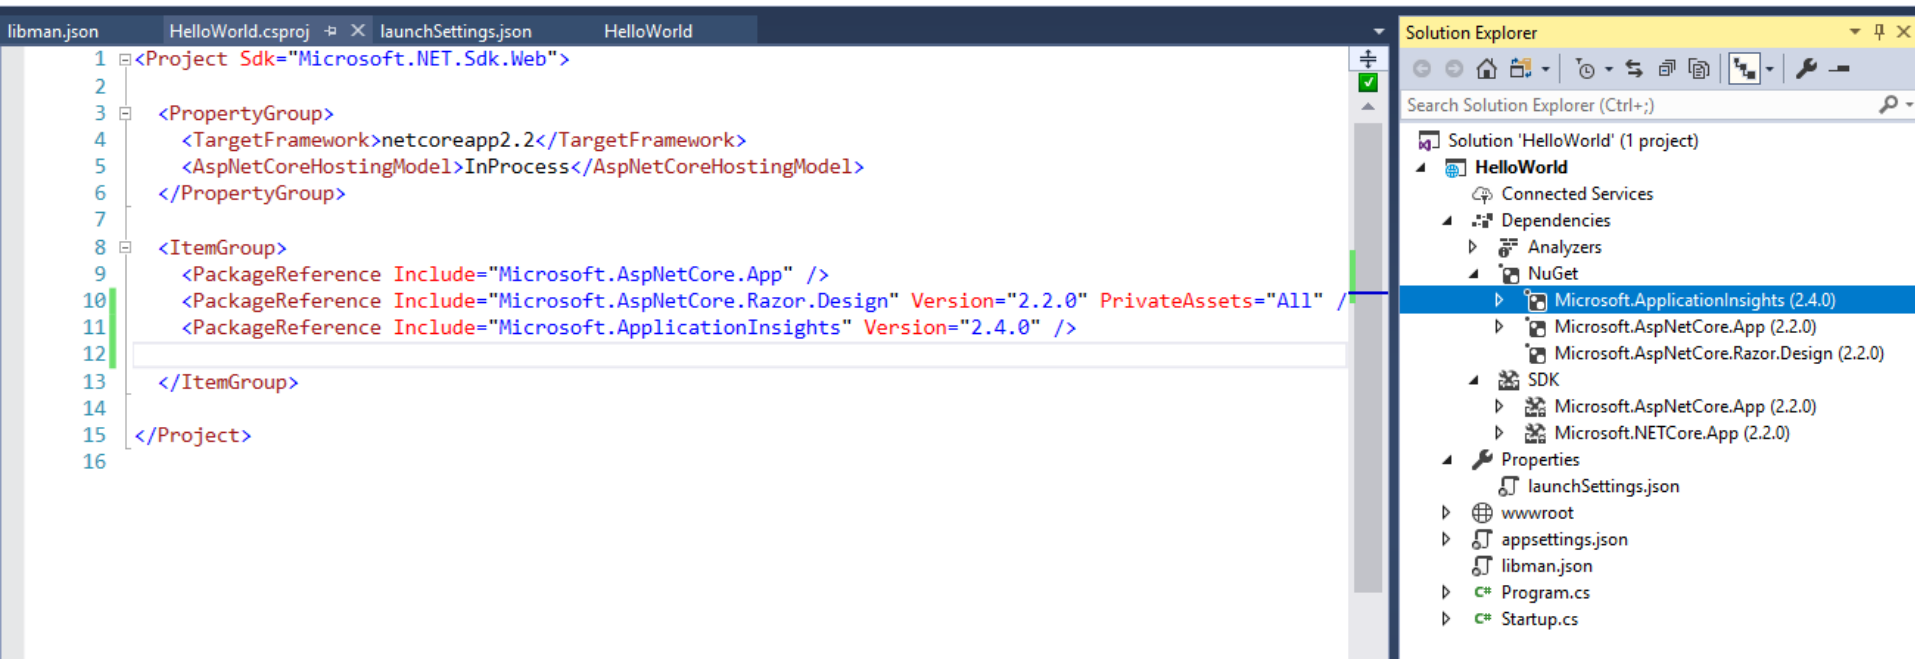 libman.json HelloWorld.csproj launchSettings.json HelloWorld
1 <Project Sdk="Microsoft.NET.Sdk.Web">
2
3 <PropertyGroup>
4 <TargetFramework>netcoreapp2.2</TargetFramework>
5 <AspNetCoreHostingModel>InProcess</AspNetCoreHostingModel>
6 </PropertyGroup>
7
8 <ItemGroup>
9 <PackageReference Include="Microsoft.AspNetCore.App" />
10 <PackageReference Include="Microsoft.AspNetCore.Razor.Design" Version="2.2.0" PrivateAssets="All" /
11 <PackageReference Include="Microsoft.ApplicationInsights" Version="2.4.0" />
12
13 </ItemGroup>
14
15 </Project>
16
Solution Explorer
Search Solution Explorer (Ctrl+;)
Solution 'HelloWorld' (1 project)
HelloWorld
Connected Services
Dependencies
Analyzers
NuGet
Microsoft.ApplicationInsights (2.4.0)
Microsoft.AspNetCore.App (2.2.0)
Microsoft.AspNetCore.Razor.Design (2.2.0)
SDK
Microsoft.AspNetCore.App (2.2.0)
Microsoft.NETCore.App (2.2.0)
Properties
launchSettings.json
wwwroot
appsettings.json
libman.json
C# Program.cs
C# Startup.cs